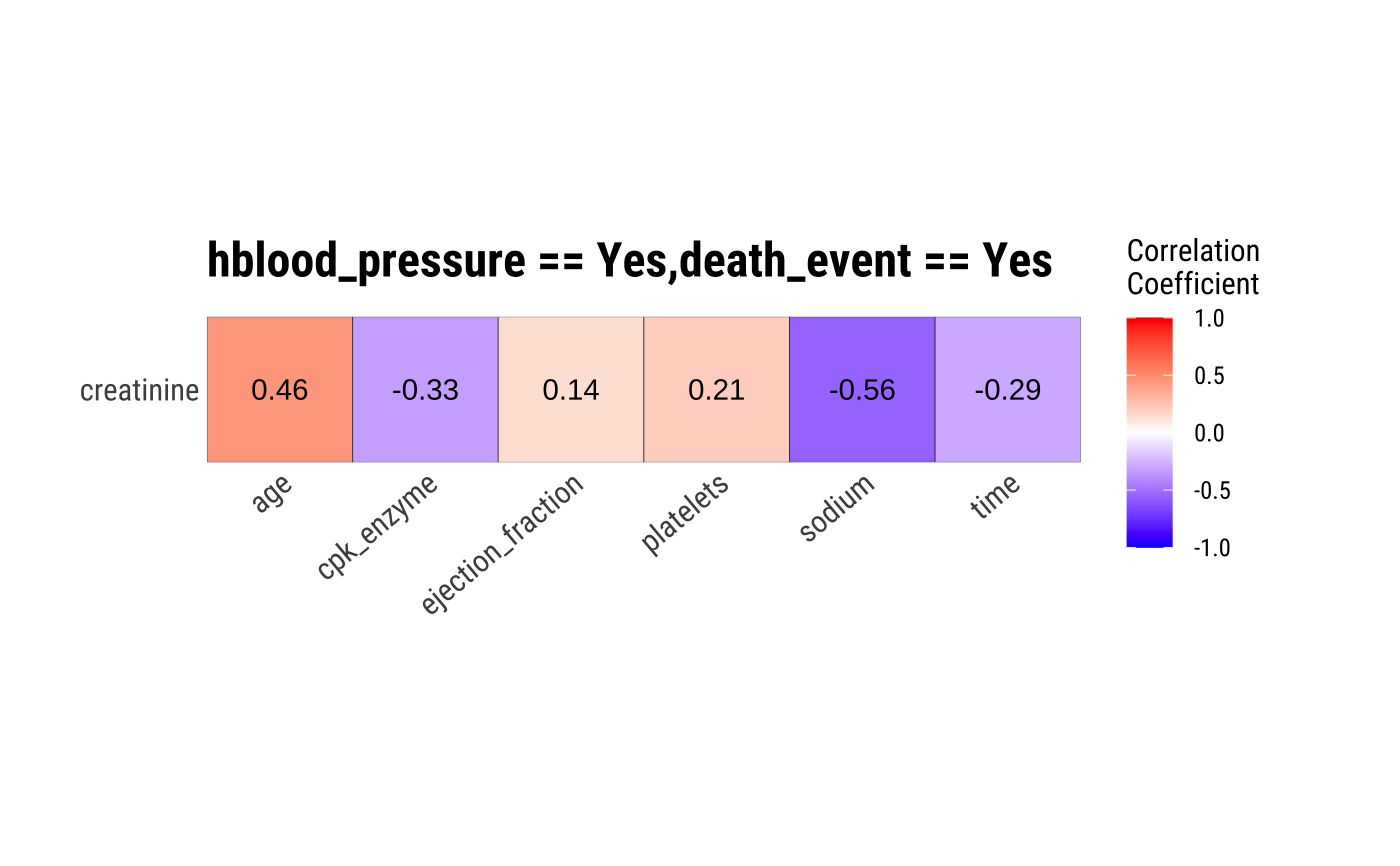 hblood_pressure == Yes,death_event == Yes
creatinine
0.46
-0.33
0.14
0.21
-0.56
-0.29
age
cpk_enzyme
ejection_fraction
platelets
sodium
time
Correlation
Coefficient
1.0
0.5
0.0
-0.5
-1.0